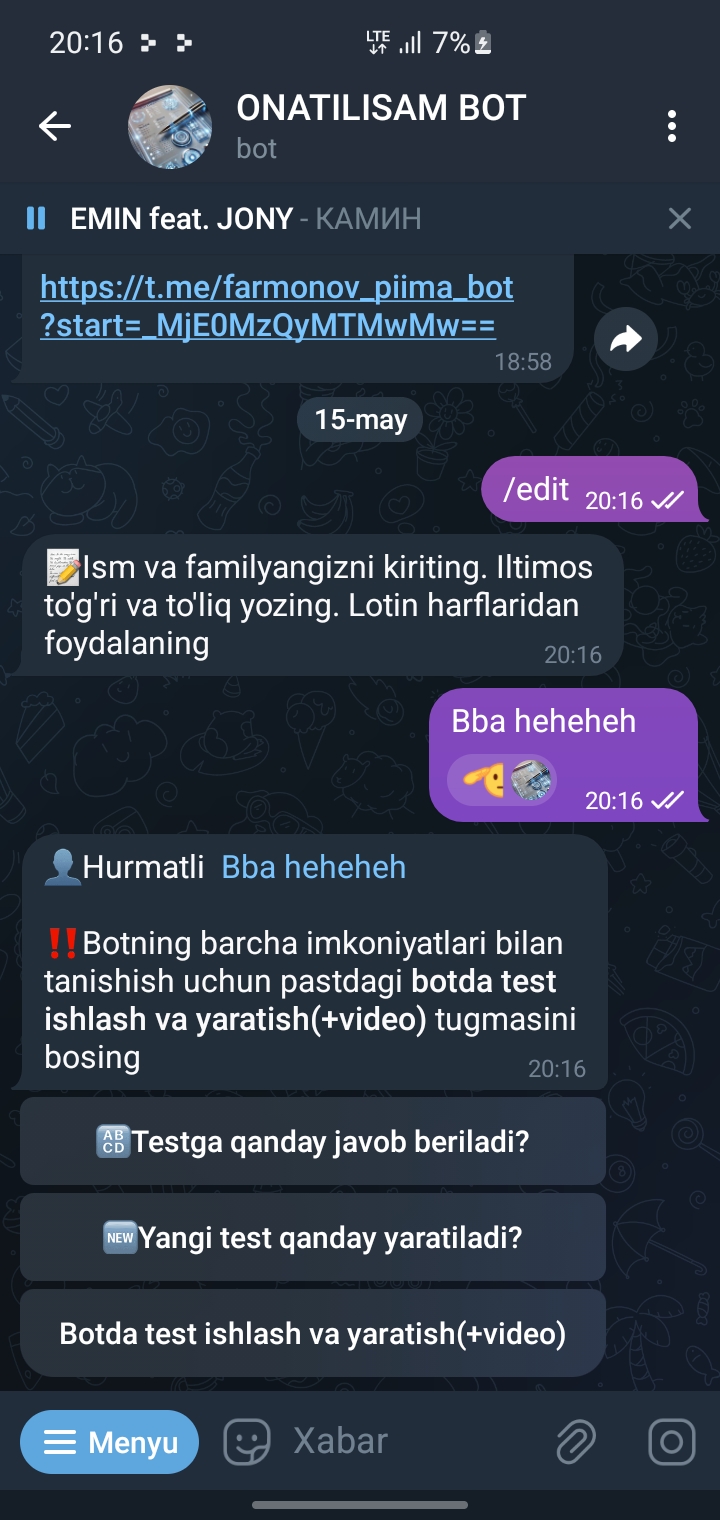 20:16
LTE
7%
ONATILISAM BOT
bot
EMIN feat. JONY - КАМИН
https://t.me/farmonov_piima_bot
?start=_MjE0MzQyMTMwMw==
18:58
15-may
/edit 20:16
📝Ism va familyangizni kiriting. Iltimos
to'g'ri va to'liq yozing. Lotin harflaridan
foydalaning
20:16
Bba heheheh
20:16
👤Hurmatli Bba heheheh
‼️Botning barcha imkoniyatlari bilan
tanishish uchun pastdagi botda test
ishlash va yaratish(+video) tugmasini
bosing
20:16
🔠Testga qanday javob beriladi?
🆕Yangi test qanday yaratiladi?
Botda test ishlash va yaratish(+video)
Menyu
Xabar